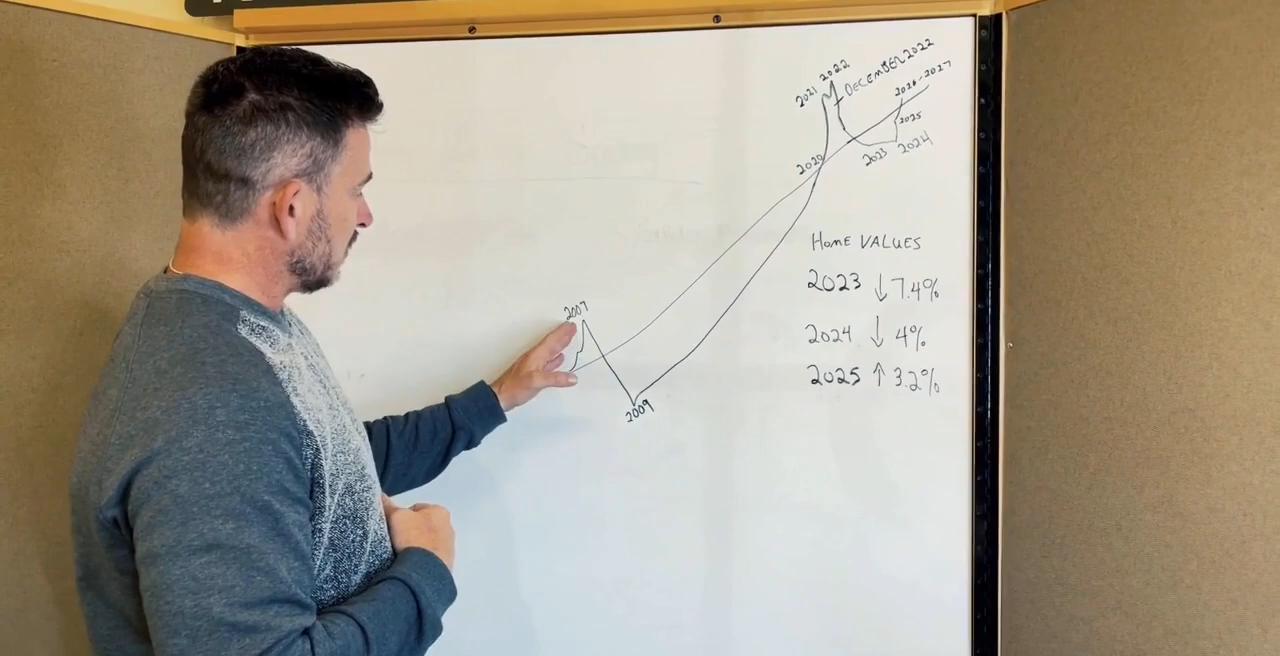 2022
DECEMBER 2022
2021
2026-2027
2025
2020
2023
2024
HOME VALUES
2023 ↓ 7.4%
2024 ↓ 4%
2025 ↑ 3.2%
2007
2009